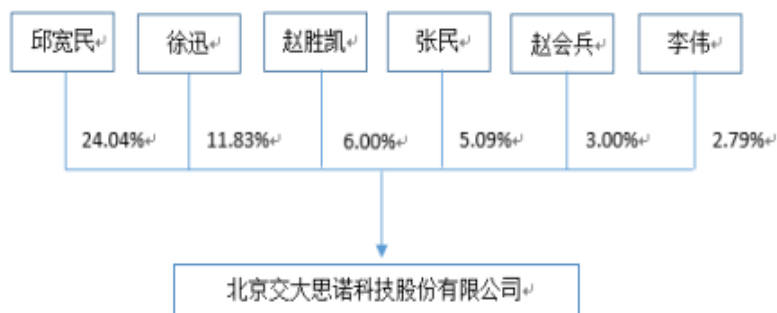 邱宽民
徐迅
赵胜凯
张民
赵会兵
李伟
24.04%
11.83%
6.00%
5.09%
3.00%
2.79%
北京交大思诺科技股份有限公司